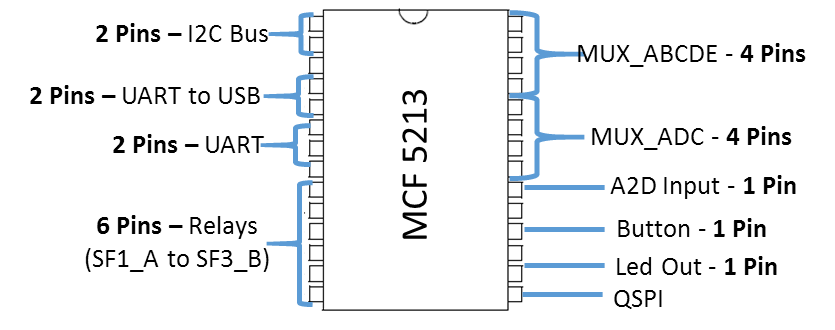 2 Pins – I2C Bus
2 Pins – UART to USB
2 Pins – UART
6 Pins – Relays
(SF1_A to SF3_B)
MCF 5213
MUX_ABCDE - 4 Pins
MUX_ADC - 4 Pins
A2D Input - 1 Pin
Button - 1 Pin
Led Out - 1 Pin
QSPI